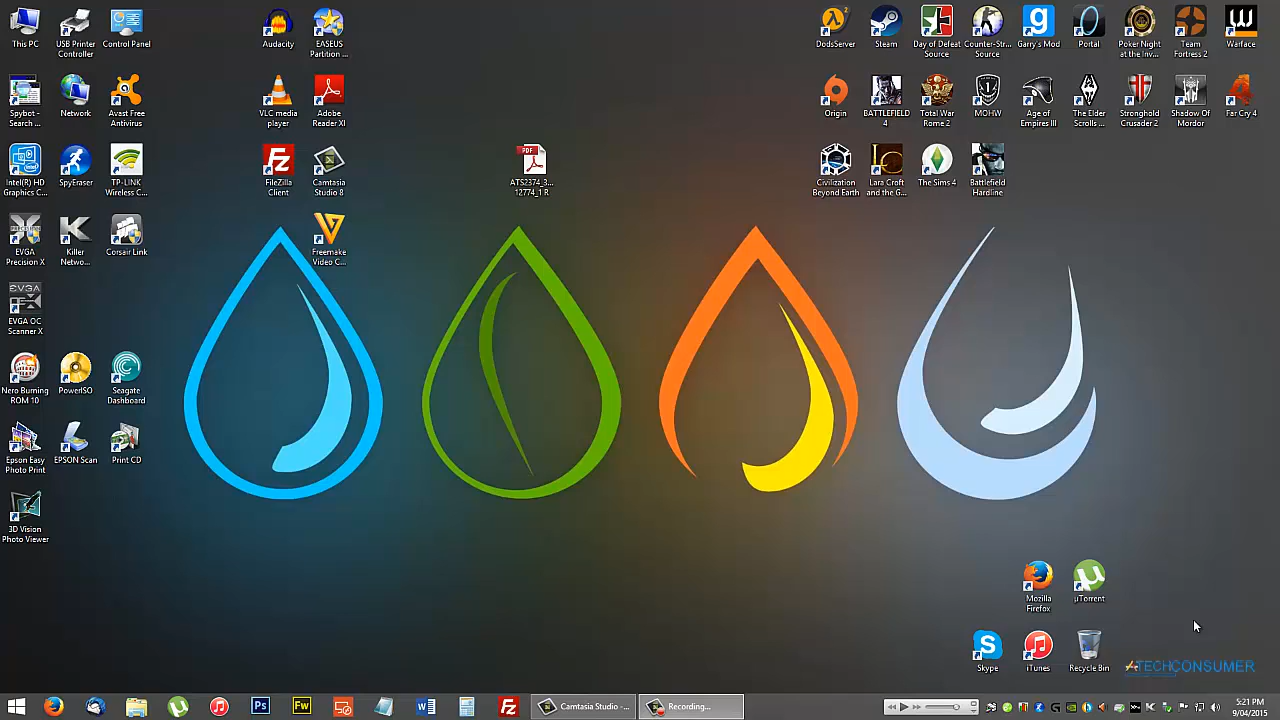 This PC
USB Printer
Controller
Control Panel
Audacity
EASEUS
Partition ...
DodsServer
Steam
Day of Defeat
Source
Counter-Str...
Source
Garry's Mod
Portal
Poker Night
at the Inv...
Team
Fortress 2
Warface
Spybot -
Search ...
Network
Avast Free
Antivirus
VLC media
player
Adobe
Reader XI
Origin
BATTLEFIELD
4
Total War
Rome 2
MOHW
Age of
Empires III
The Elder
Scrolls ...
Stronghold
Crusader 2
Shadow Of
Mordor
Far Cry 4
Intel(R) HD
Graphics C...
SpyEraser
TP-LINK
Wireless C...
FileZilla
Client
Camtasia
Studio 8
PDF
ATS2374_3...
12774_1 R
Civilization
Beyond Earth
Lara Croft
and the G...
The Sims 4
Battlefield
Hardline
EVGA
Precision X
Killer
Netwo...
Corsair Link
Freemake
Video C...
EVGA
EVGA OC
Scanner X
Nero Burning
ROM 10
PowerISO
Seagate
Dashboard
Epson Easy
Photo Print
EPSON Scan
Print CD
3D Vision
Photo Viewer
Mozilla
Firefox
µTorrent
Skype
iTunes
Recycle Bin
TECHCONSUMER
Ps
Fw
Camtasia Studio -...
Recording...
5:21 PM
9/04/2015